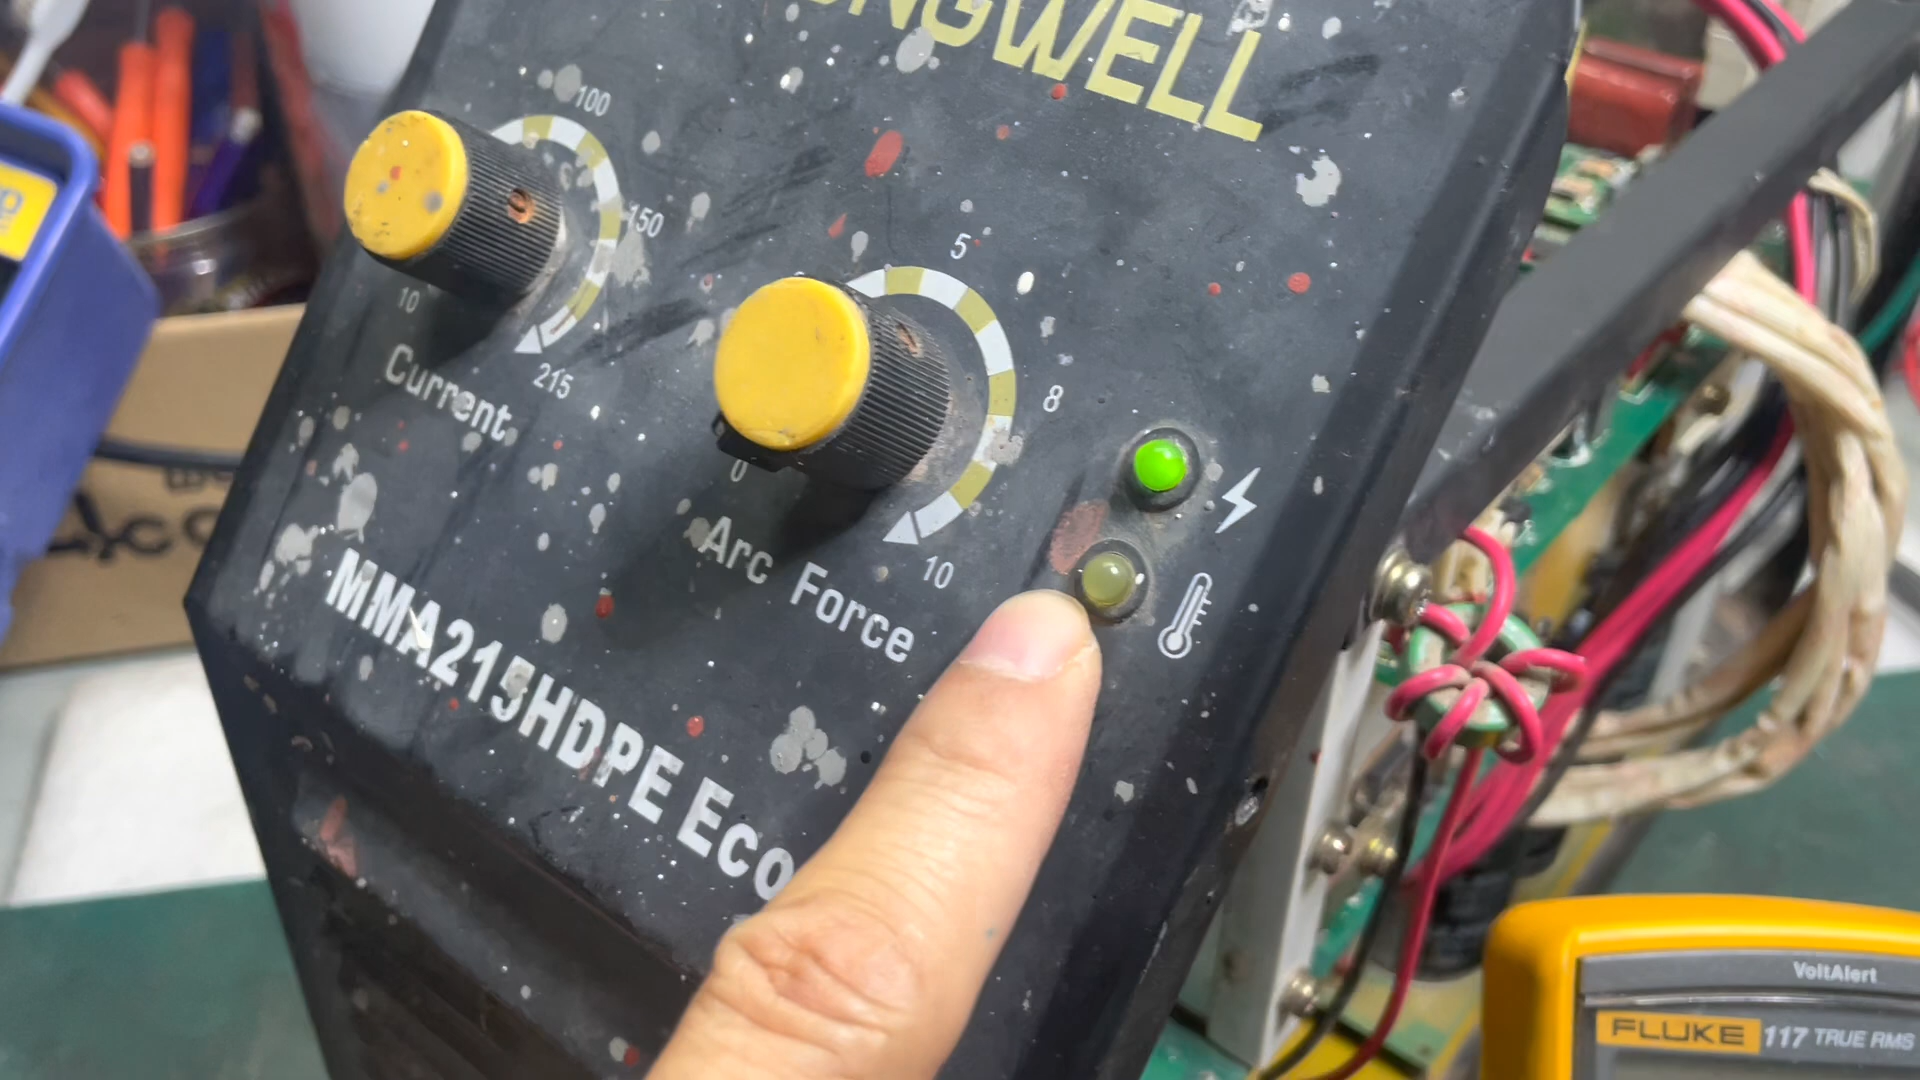 NGWELL
100
150
10
215
Current
5
8
0
10
Arc Force
MMA215HDPE Eco
VoltAlert
FLUKE 117 TRUE RMS